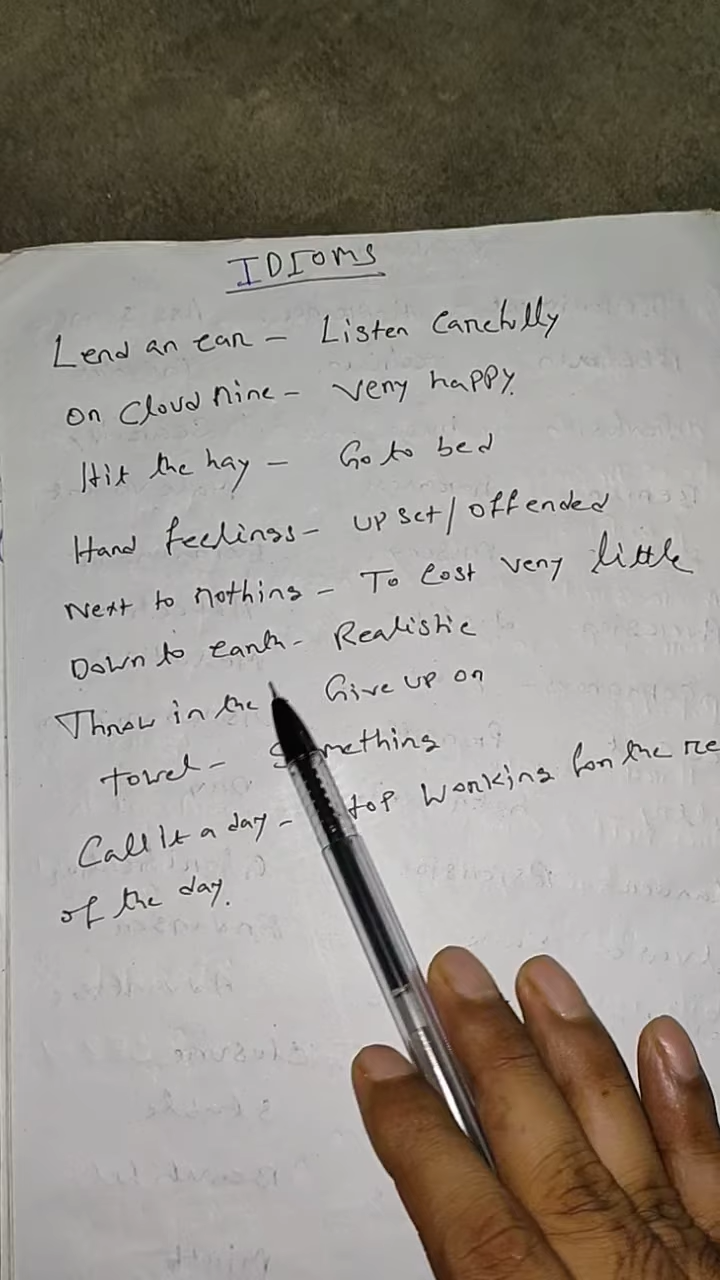 IDIOMS
Lend an ear - Listen Carefully
on Cloud nine - Very happy.
Hit the hay - Go to bed
Hard feelings - upset/offended
Next to nothing - To Cost very little
Down to earth - Realistic
Throw in the Give up on
towel - Something
Call it a day - Stop working for the re
of the day.